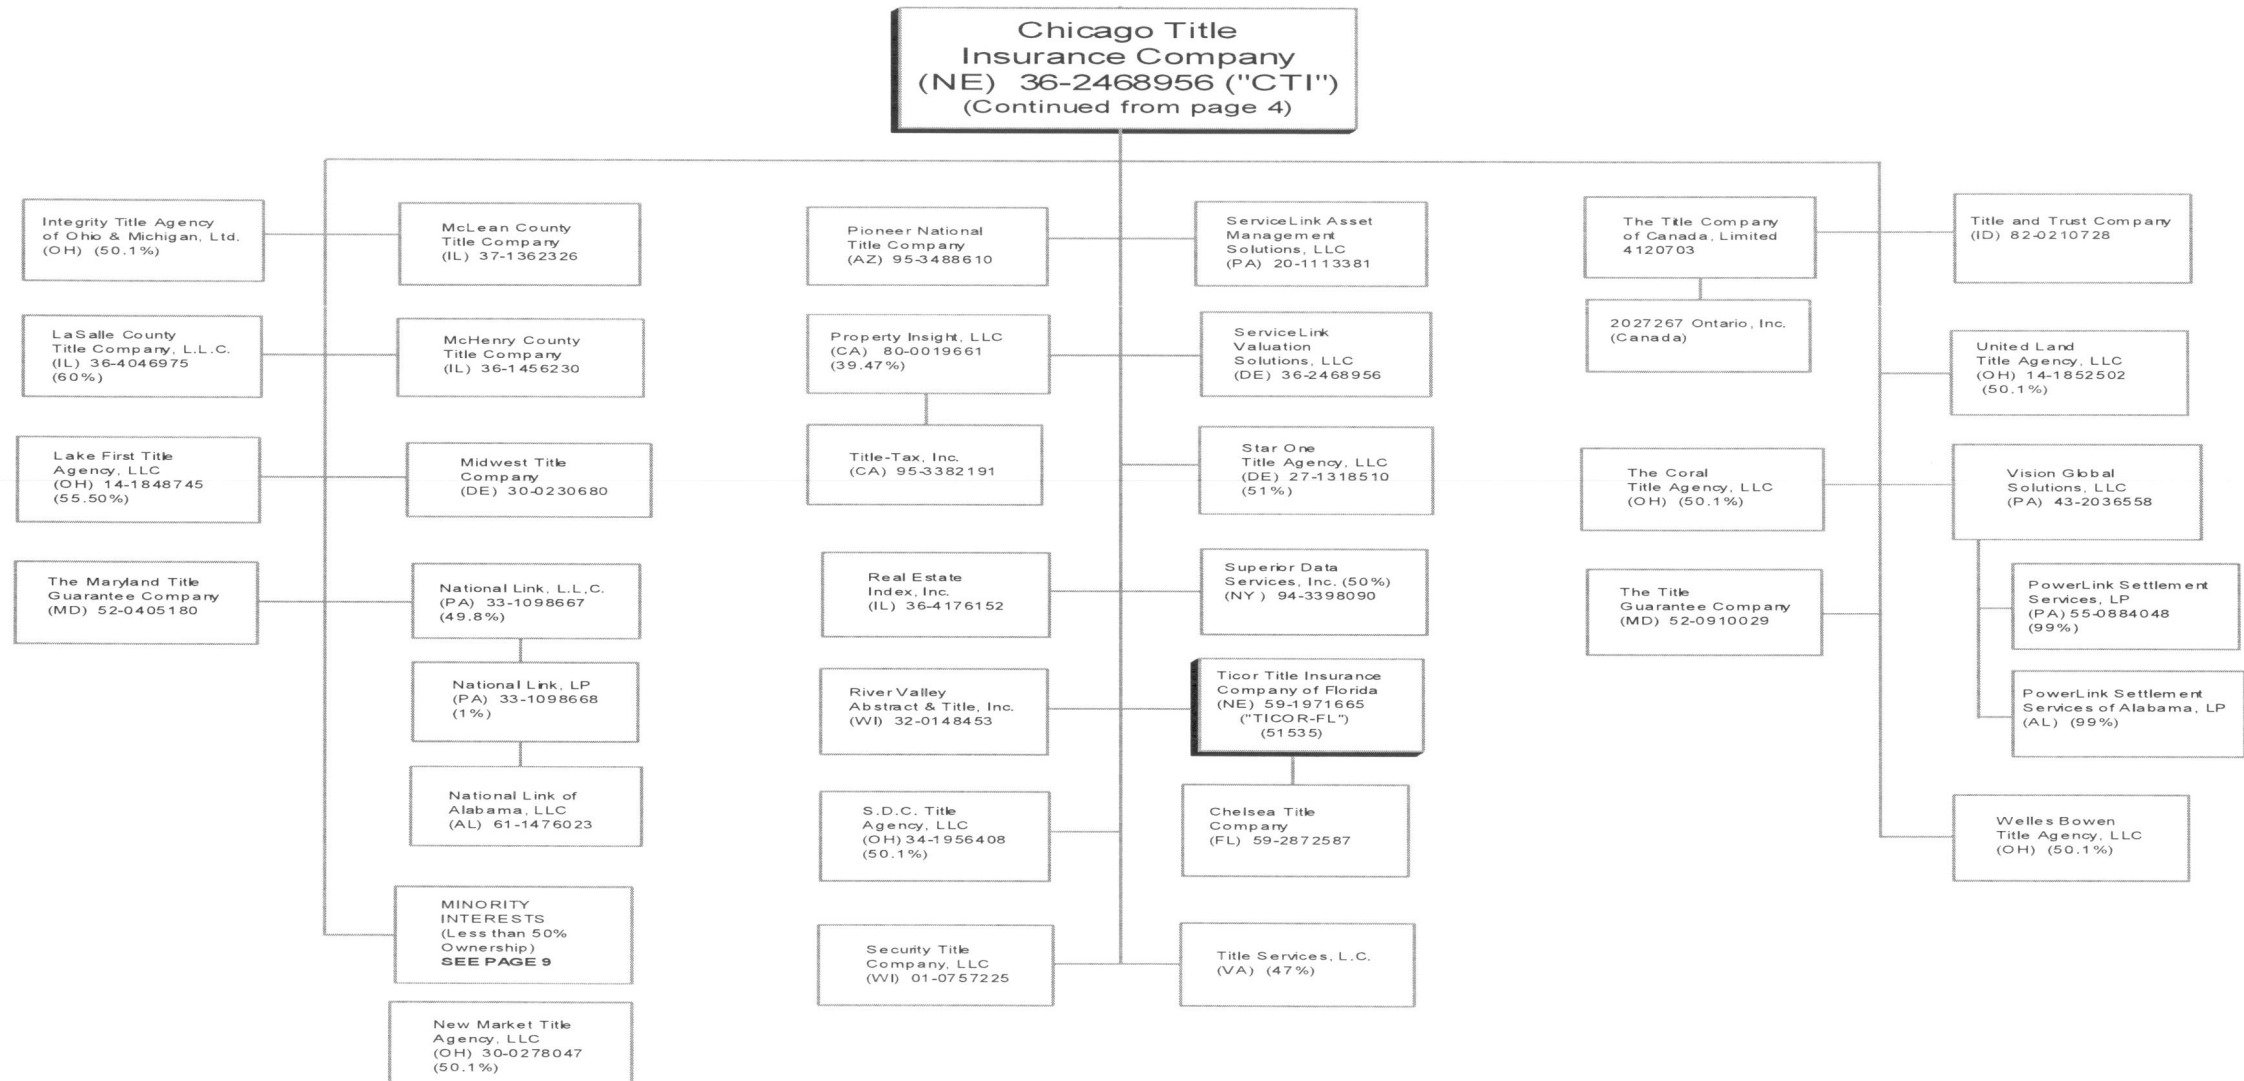 Chicago Title
Insurance Company
(NE) 36-2468956 ("CTI")
(Continued from page 4)
Integrity Title Agency
of Ohio & Michigan, Ltd.
(OH) (50.1%)
McLean County
Title Company
(IL) 37-1362326
LaSalle County
Title Company, L.L.C.
(IL) 36-4046975
(60%)
McHenry County
Title Company
(IL) 36-1456230
Lake First Title
Agency, LLC
(OH) 14-1848745
(55.50%)
Midwest Title
Company
(DE) 30-0230680
The Maryland Title
Guarantee Company
(MD) 52-0405180
National Link, L.L,C.
(PA) 33-1098667
(49.8%)
National Link, LP
(PA) 33-1098668
(1%)
National Link of
Alabama, LLC
(AL) 61-1476023
MINORITY
INTERESTS
(Less than 50%
Ownership)
SEE PAGE 9
New Market Title
Agency, LLC
(OH) 30-0278047
(50.1%)
Pioneer National
Title Company
(AZ) 95-3488610
ServiceLink Asset
Management
Solutions, LLC
(PA) 20-1113381
Property Insight, LLC
(CA) 80-0019661
(39.47%)
ServiceLink
Valuation
Solutions, LLC
(DE) 36-2468956
Title-Tax, Inc.
(CA) 95-3382191
Star One
Title Agency, LLC
(DE) 27-1318510
(51%)
Real Estate
Index, Inc.
(IL) 36-4176152
Superior Data
Services, Inc. (50%)
(NY ) 94-3398090
River Valley
Abstract & Title, Inc.
(WI) 32-0148453
Ticor Title Insurance
Company of Florida
(NE) 59-1971665
("TICOR-FL")
(51535)
S.D.C. Title
Agency, LLC
(OH) 34-1956408
(50.1%)
Chelsea Title
Company
(FL) 59-2872587
Security Title
Company, LLC
(WI) 01-0757225
Title Services, L.C.
(VA) (47%)
The Title Company
of Canada, Limited
4120703
Title and Trust Company
(ID) 82-0210728
2027267 Ontario, Inc.
(Canada)
United Land
Title Agency, LLC
(OH) 14-1852502
(50.1%)
The Coral
Title Agency, LLC
(OH) (50.1%)
Vision Global
Solutions, LLC
(PA) 43-2036558
The Title
Guarantee Company
(MD) 52-0910029
PowerLink Settlement
Services, LP
(PA) 55-0884048
(99%)
PowerLink Settlement
Services of Alabama, LP
(AL) (99%)
Welles Bowen
Title Agency, LLC
(OH) (50.1%)